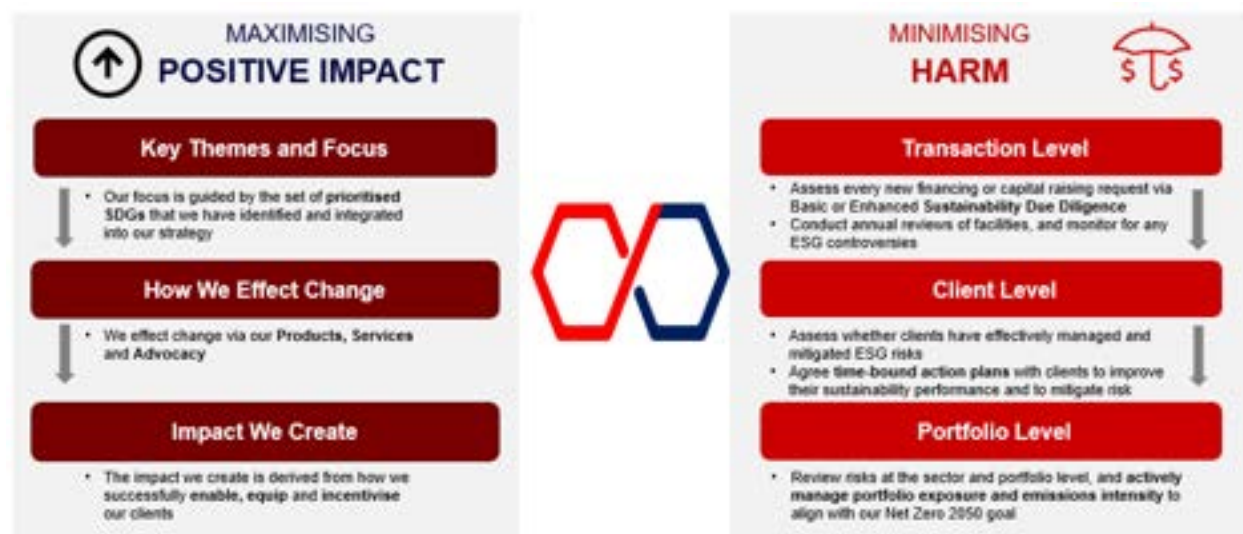 MAXIMISING
POSITIVE IMPACT
Key Themes and Focus
• Our focus is guided by the set of prioritised
SDGs that we have identified and integrated
into our strategy
How We Effect Change
• We effect change via our Products, Services
and Advocacy
Impact We Create
• The impact we create is derived from how we
successfully enable, equip and incentivise
our clients
MINIMISING
HARM
$ $
Transaction Level
• Assess every new financing or capital raising request via
Basic or Enhanced Sustainability Due Diligence
• Conduct annual reviews of facilities, and monitor for any
ESG controversies
Client Level
• Assess whether clients have effectively managed and
mitigated ESG risks
• Agree time-bound action plans with clients to improve
their sustainability performance and to mitigate risk
Portfolio Level
• Review risks at the sector and portfolio level, and actively
manage portfolio exposure and emissions intensity to
align with our Net Zero 2050 goal